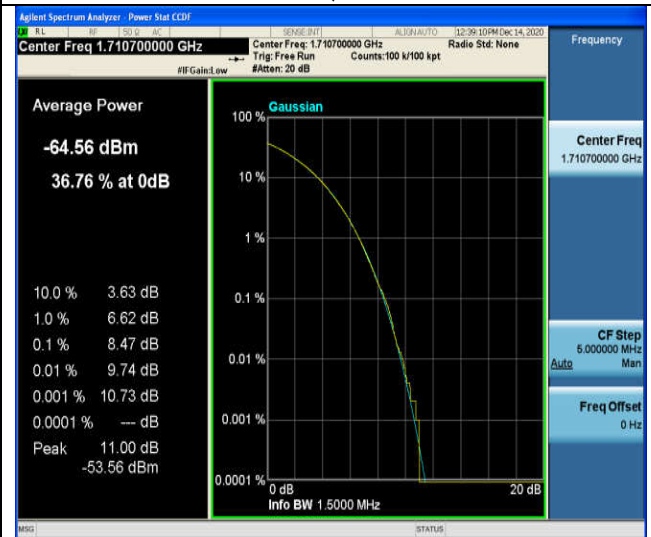 Agilent Spectrum Analyzer - Power Stat CCDF
RL RF 50 Ω AC SENSE:INT ALIGN AUTO 12:39:10 PM Dec 14, 2020
Center Freq 1.710700000 GHz Center Freq: 1.710700000 GHz Radio Std: None
Trig: Free Run Counts:100 k/100 kpt
#IFGain:Low #Atten: 20 dB
Frequency
Average Power
-64.56 dBm
36.76 % at 0dB
10.0 % 3.63 dB
1.0 % 6.62 dB
0.1 % 8.47 dB
0.01 % 9.74 dB
0.001 % 10.73 dB
0.0001 % --- dB
Peak 11.00 dB
-53.56 dBm
Gaussian
100 %
10 %
1 %
0.1 %
0.01 %
0.001 %
0.0001 %
0 dB 20 dB
Info BW 1.5000 MHz
Center Freq
1.710700000 GHz
CF Step
5.000000 MHz
Auto Man
Freq Offset
0 Hz
MSG STATUS